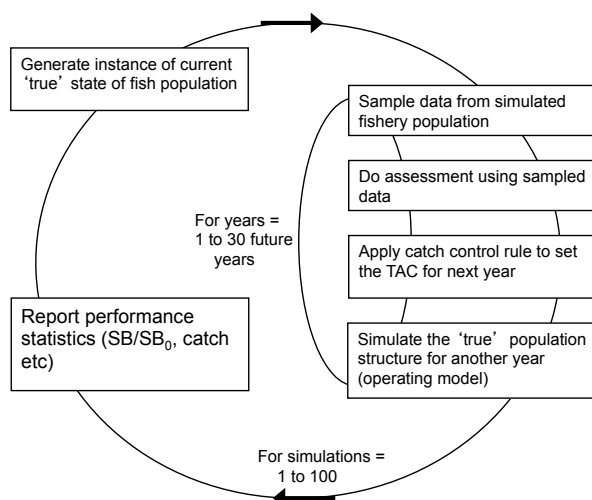 Generate instance of current
‘true’ state of fish population
Sample data from simulated
fishery population
Do assessment using sampled
data
For years =
1 to 30 future
years
Apply catch control rule to set
the TAC for next year
Report performance
statistics (SB/SB₀, catch
etc)
Simulate the ‘true’ population
structure for another year
(operating model)
For simulations =
1 to 100